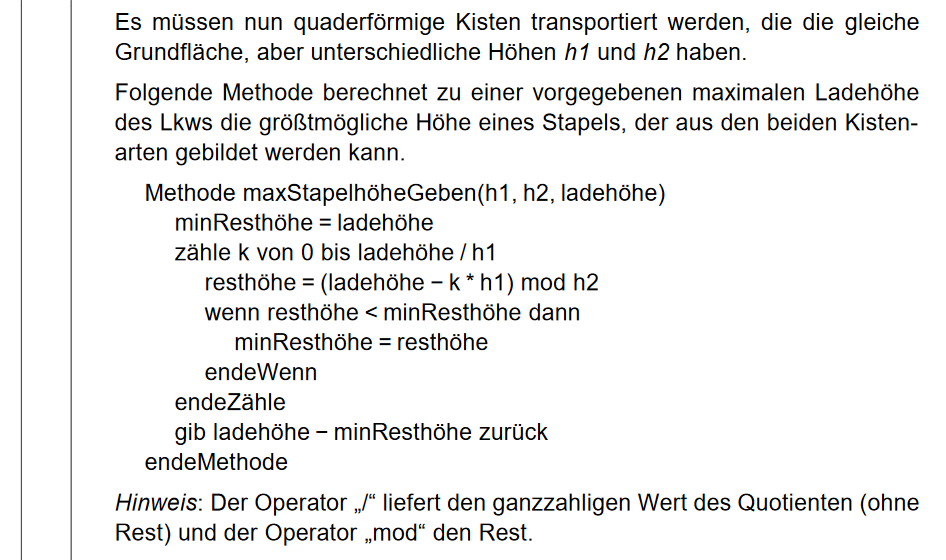 Es müssen nun quaderförmige Kisten transportiert werden, die die gleiche
Grundfläche, aber unterschiedliche Höhen h1 und h2 haben.
Folgende Methode berechnet zu einer vorgegebenen maximalen Ladehöhe
des Lkws die größtmögliche Höhe eines Stapels, der aus den beiden Kisten-
arten gebildet werden kann.
Methode maxStapelhöheGeben(h1, h2, ladehöhe)
minResthöhe = ladehöhe
zähle k von 0 bis ladehöhe / h1
resthöhe = (ladehöhe − k * h1) mod h2
wenn resthöhe < minResthöhe dann
minResthöhe = resthöhe
endeWenn
endeZähle
gib ladehöhe − minResthöhe zurück
endeMethode
Hinweis: Der Operator „/“ liefert den ganzzahligen Wert des Quotienten (ohne
Rest) und der Operator „mod“ den Rest.